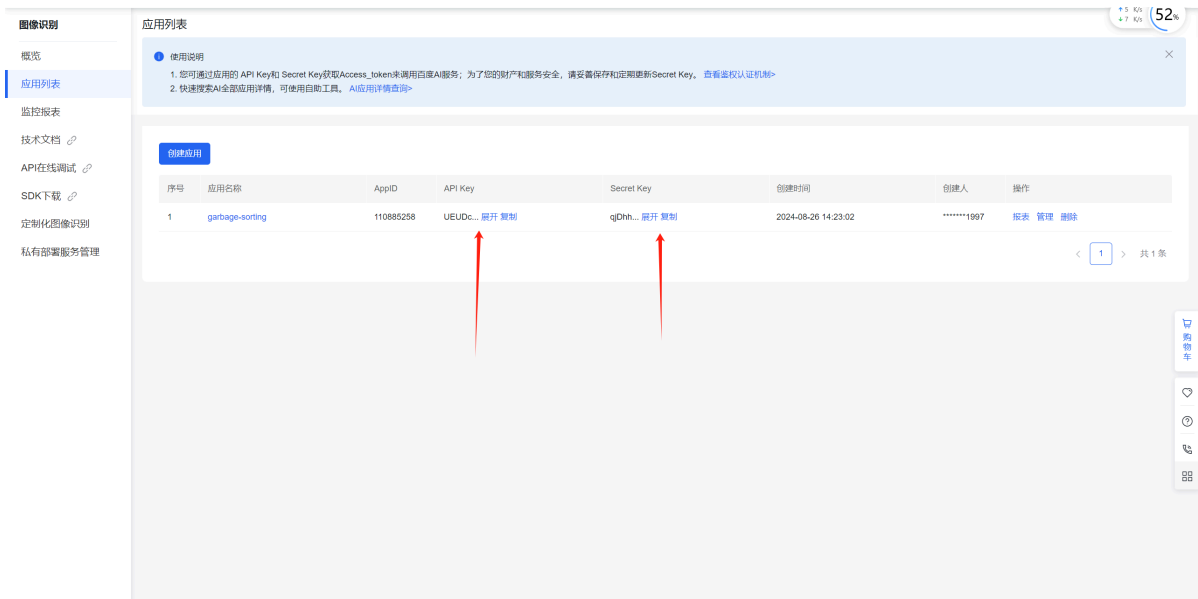 图像识别
概览
应用列表
监控报表
技术文档
API在线调试
SDK下载
定制化图像识别
私有部署服务管理
应用列表
↑ 5 K/s
↓ 7 K/s
52%
使用说明
1. 您可通过应用的 API Key和 Secret Key获取Access_token来调用百度AI服务；为了您的财产和服务安全，请妥善保存和定期更新Secret Key。 查看鉴权认证机制>
2. 快速搜索AI全部应用详情，可使用自助工具。 AI应用详情查询>
创建应用
序号 应用名称 AppID API Key Secret Key 创建时间 创建人 操作
1 garbage-sorting 110885258 UEUDc... 展开 复制 qjDhh... 展开 复制 2024-08-26 14:23:02 *******1997 报表 管理 删除
< 1 > 共 1 条
购物车